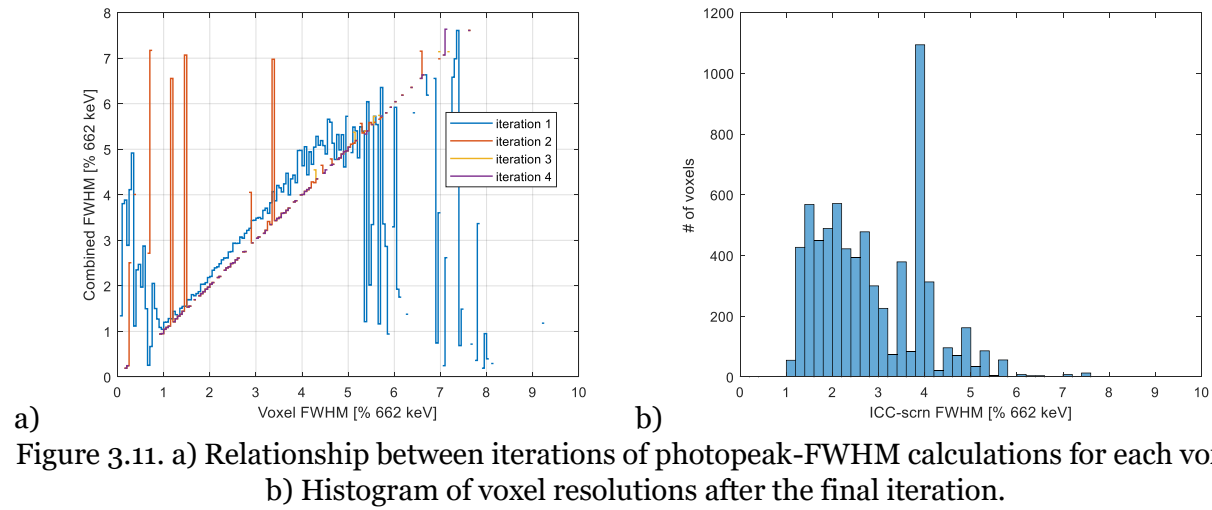 8
7
6
5
4
3
2
1
0
Combined FWHM [% 662 keV]
0 1 2 3 4 5 6 7 8 9 10
Voxel FWHM [% 662 keV]
iteration 1
iteration 2
iteration 3
iteration 4
a)
1200
1000
800
600
400
200
0
# of voxels
0 1 2 3 4 5 6 7 8 9 10
ICC-scrn FWHM [% 662 keV]
b)
Figure 3.11. a) Relationship between iterations of photopeak-FWHM calculations for each vo
b) Histogram of voxel resolutions after the final iteration.